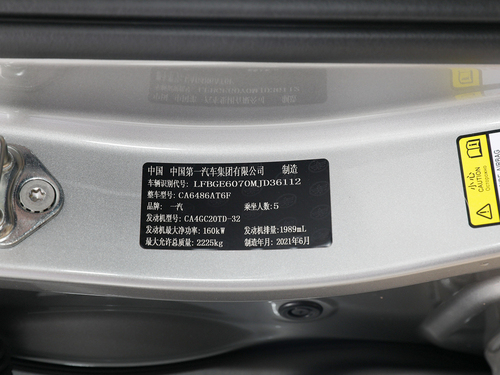 中国 中国第一汽车集团有限公司 制造
车辆识别代号: LFBGE6070MJD36112
整车型号: CA6486AT6F
品牌: 一汽 乘坐人数: 5
发动机型号: CA4GC20TD-32
发动机最大净功率: 160kW 发动机排量: 1989mL
最大允许总质量: 2225kg 制造年月: 2021年6月
小心
CAUTION
AIRBAG